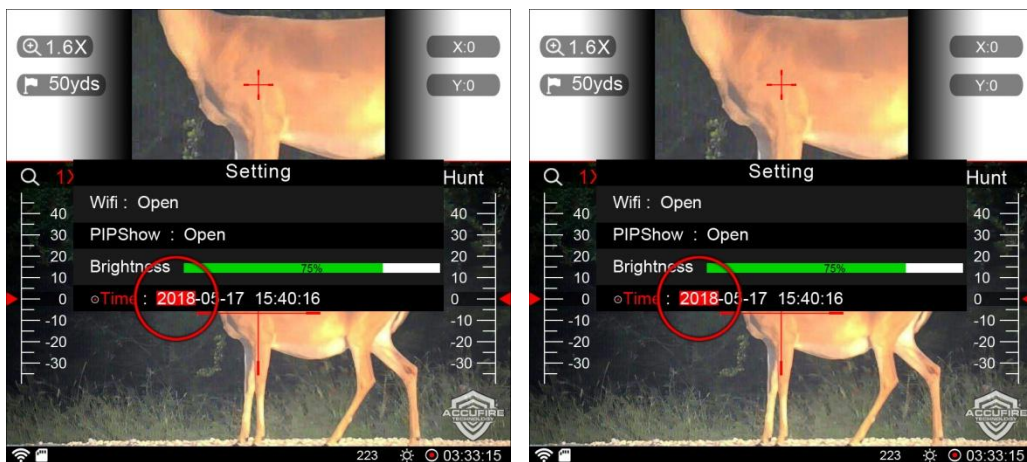 1.6X
X:0
50yds
Y:0
Setting
1X
Hunt
Wifi : Open
40
40
PIPShow : Open
30
30
20
20
Brightness 75%
10
10
0
Time : 2018-05-17 15:40:16
0
-10
-10
-20
-20
-30
-30
ACCUFIRE
TECHNOLOGY
223
03:33:15
1.6X
X:0
50yds
Y:0
Setting
1X
Hunt
Wifi : Open
40
40
PIPShow : Open
30
30
20
20
Brightness 75%
10
10
0
Time : 2018-05-17 15:40:16
0
-10
-10
-20
-20
-30
-30
ACCUFIRE
TECHNOLOGY
223
03:33:15